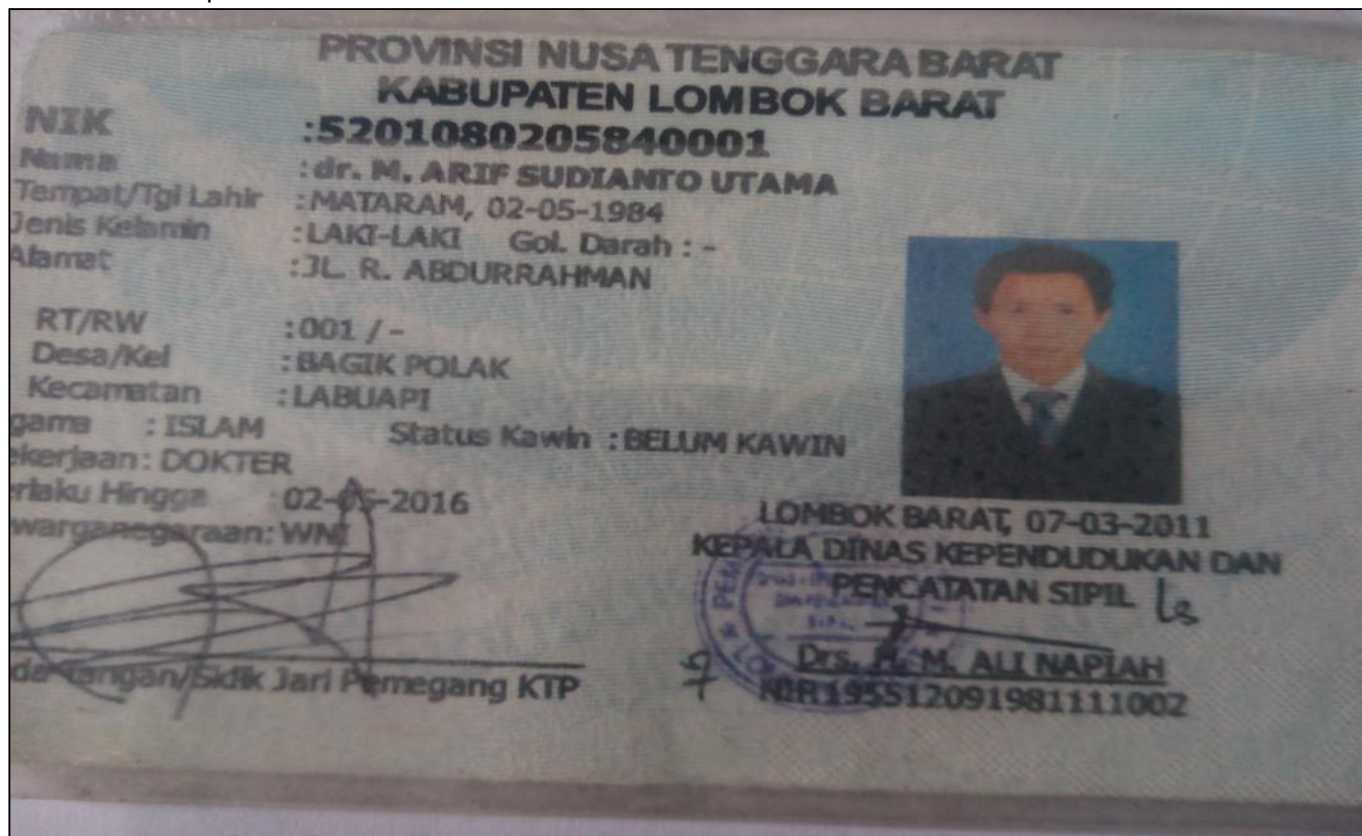 PROVINSI NUSA TENGGARA BARAT
KABUPATEN LOMBOK BARAT
NIK :5201080205840001
Nama :dr. M. ARIF SUDIANTO UTAMA
Tempat/Tgl Lahir :MATARAM, 02-05-1984
Jenis Kelamin :LAKI-LAKI Gol. Darah : -
Alamat :JL. R. ABDURRAHMAN
RT/RW :001 / -
Desa/Kel :BAGIK POLAK
Kecamatan :LABUAPI
gama : ISLAM Status Kawin :BELUM KAWIN
ekerjaan: DOKTER
erlaku Hingga :02-05-2016
ewarganegaraan: WNI
LOMBOK BARAT, 07-03-2011
KEPALA DINAS KEPENDUDUKAN DAN
PENCATATAN SIPIL
Drs. H. M. ALI NAPIAH
NIP.195512091981111002
da Tangan/Sidik Jari Pemegang KTP